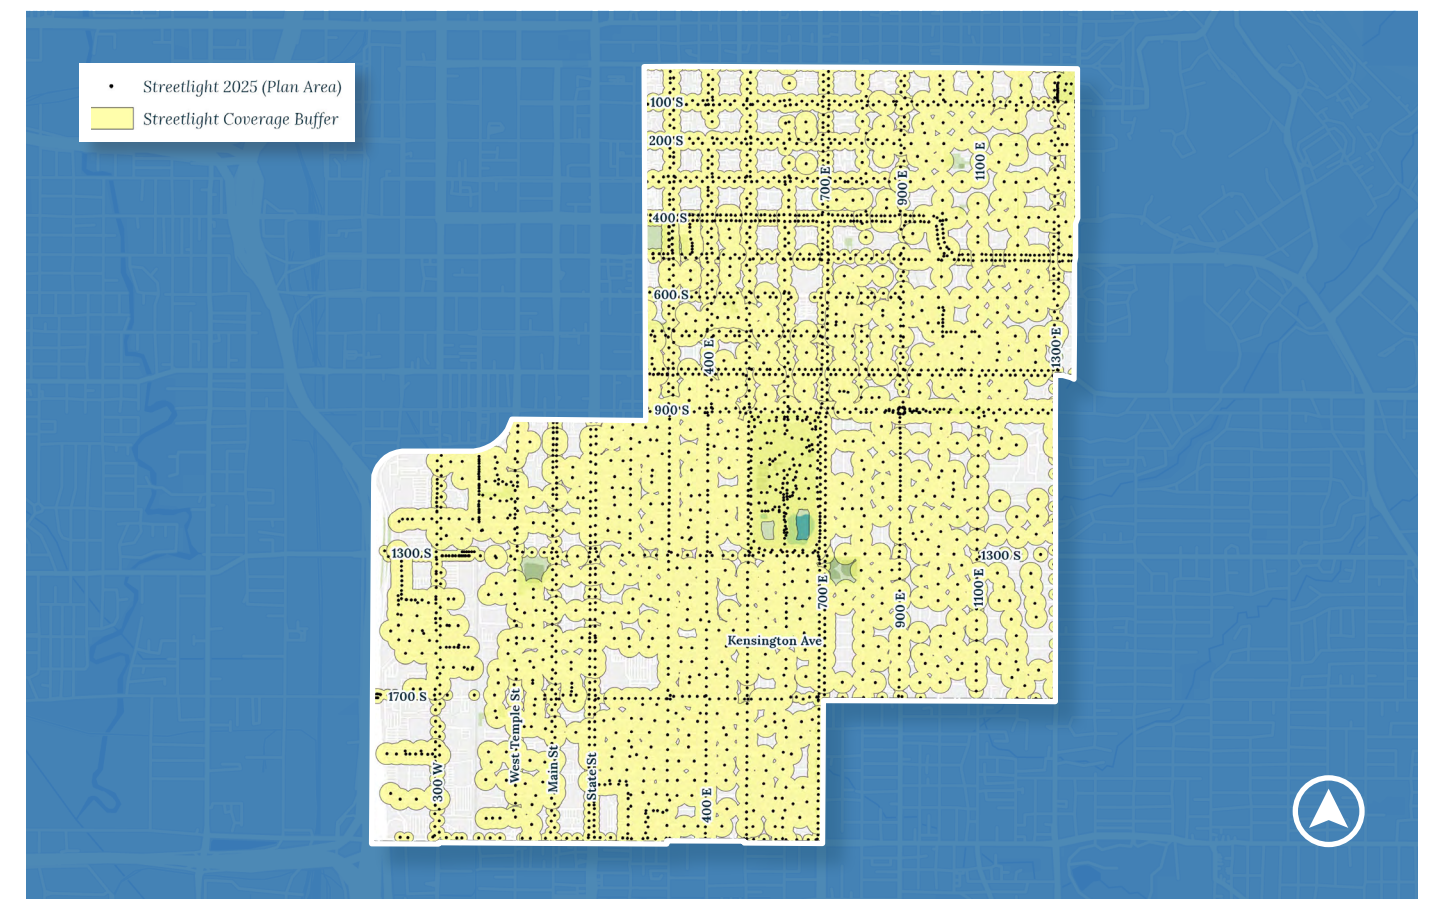 Streetlight 2025 (Plan Area)
Streetlight Coverage Buffer
100 S
200 S
1100 E
700 E
900 E
400 S
600 S
400 E
1300 E
900 S
1300 S
1300 S
700 E
900 E
1100 E
Kensington Ave
1700 S
West Temple St
Main St
State St
300 W
400 E